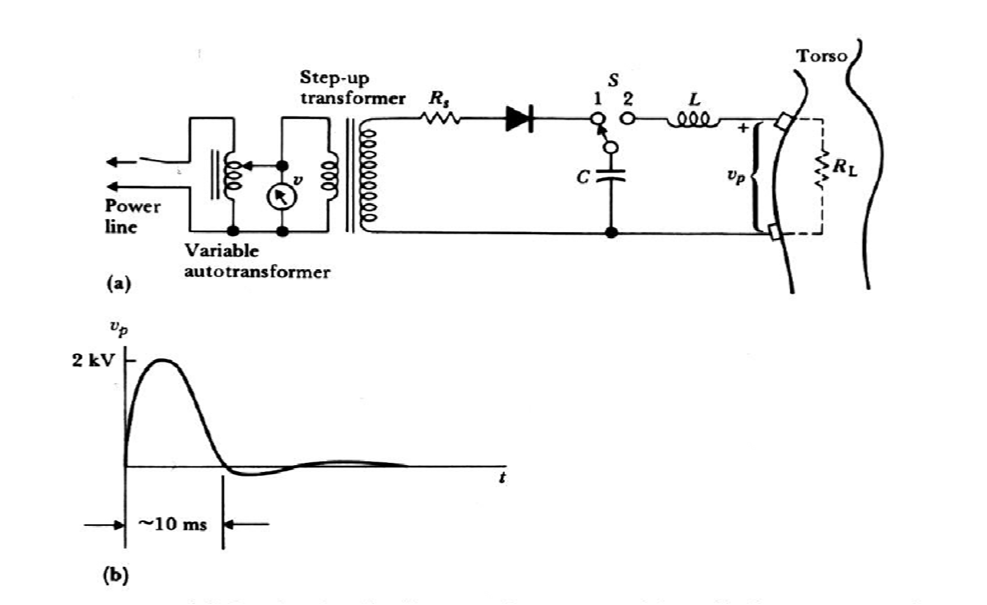 Torso
Step-up
transformer
R_s
S
1 2
L
+
v
C
v_p
R_L
Power
line
Variable
autotransformer
(a)
v_p
2 kV
t
~10 ms
(b)